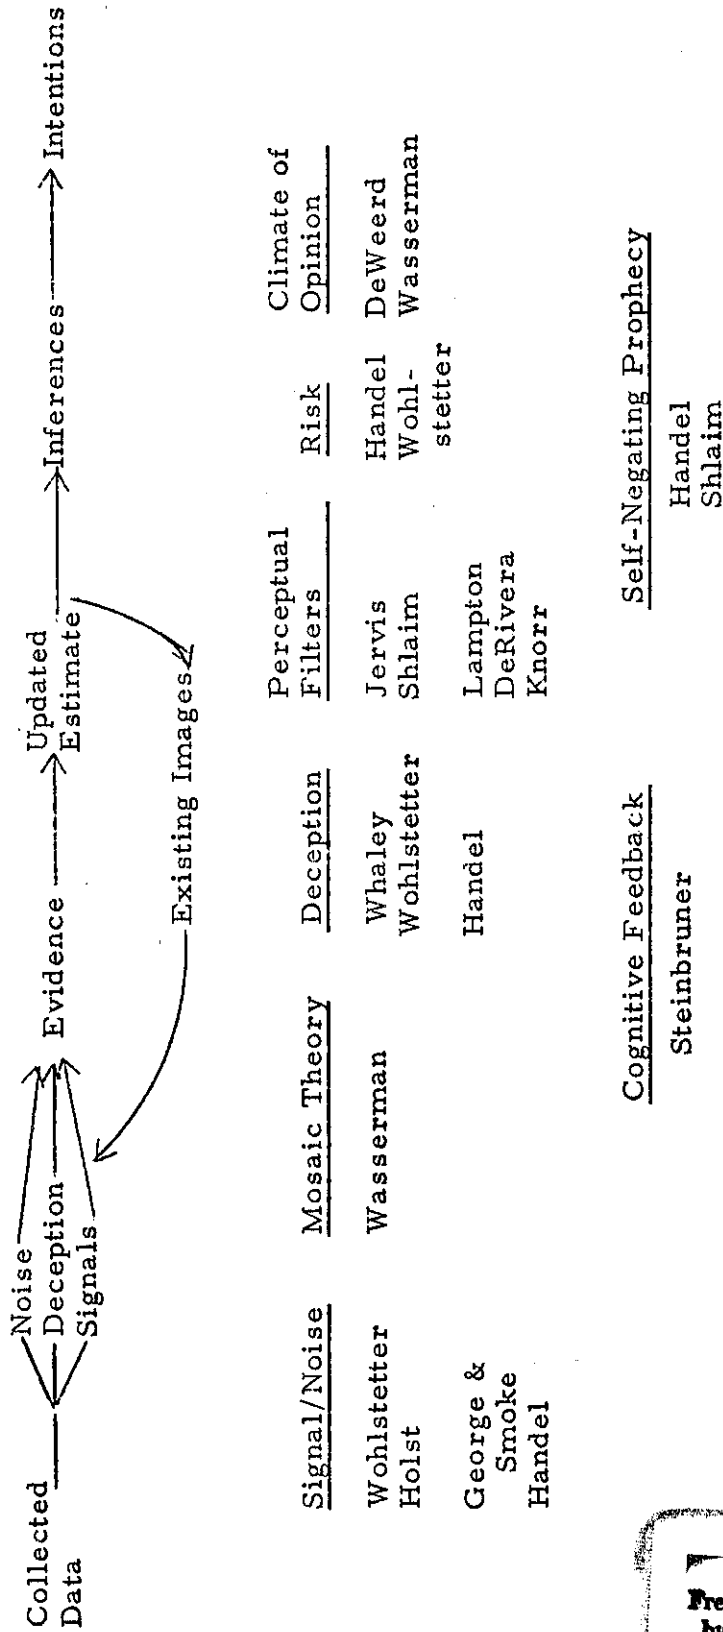 Collected
Data
Noise
Deception
Signals
Evidence
Updated
Estimate
Inferences
Intentions
Existing Images
Signal/Noise
Wohlstetter
Holst
George &
Smoke
Handel
Mosaic Theory
Wasserman
Deception
Whaley
Wohlstetter
Handel
Perceptual
Filters
Jervis
Shlaim
Lampton
DeRivera
Knorr
Risk
Handel
Wohl-
stetter
Climate of
Opinion
DeWeerd
Wasserman
Cognitive Feedback
Steinbruner
Self-Negating Prophecy
Handel
Shlaim